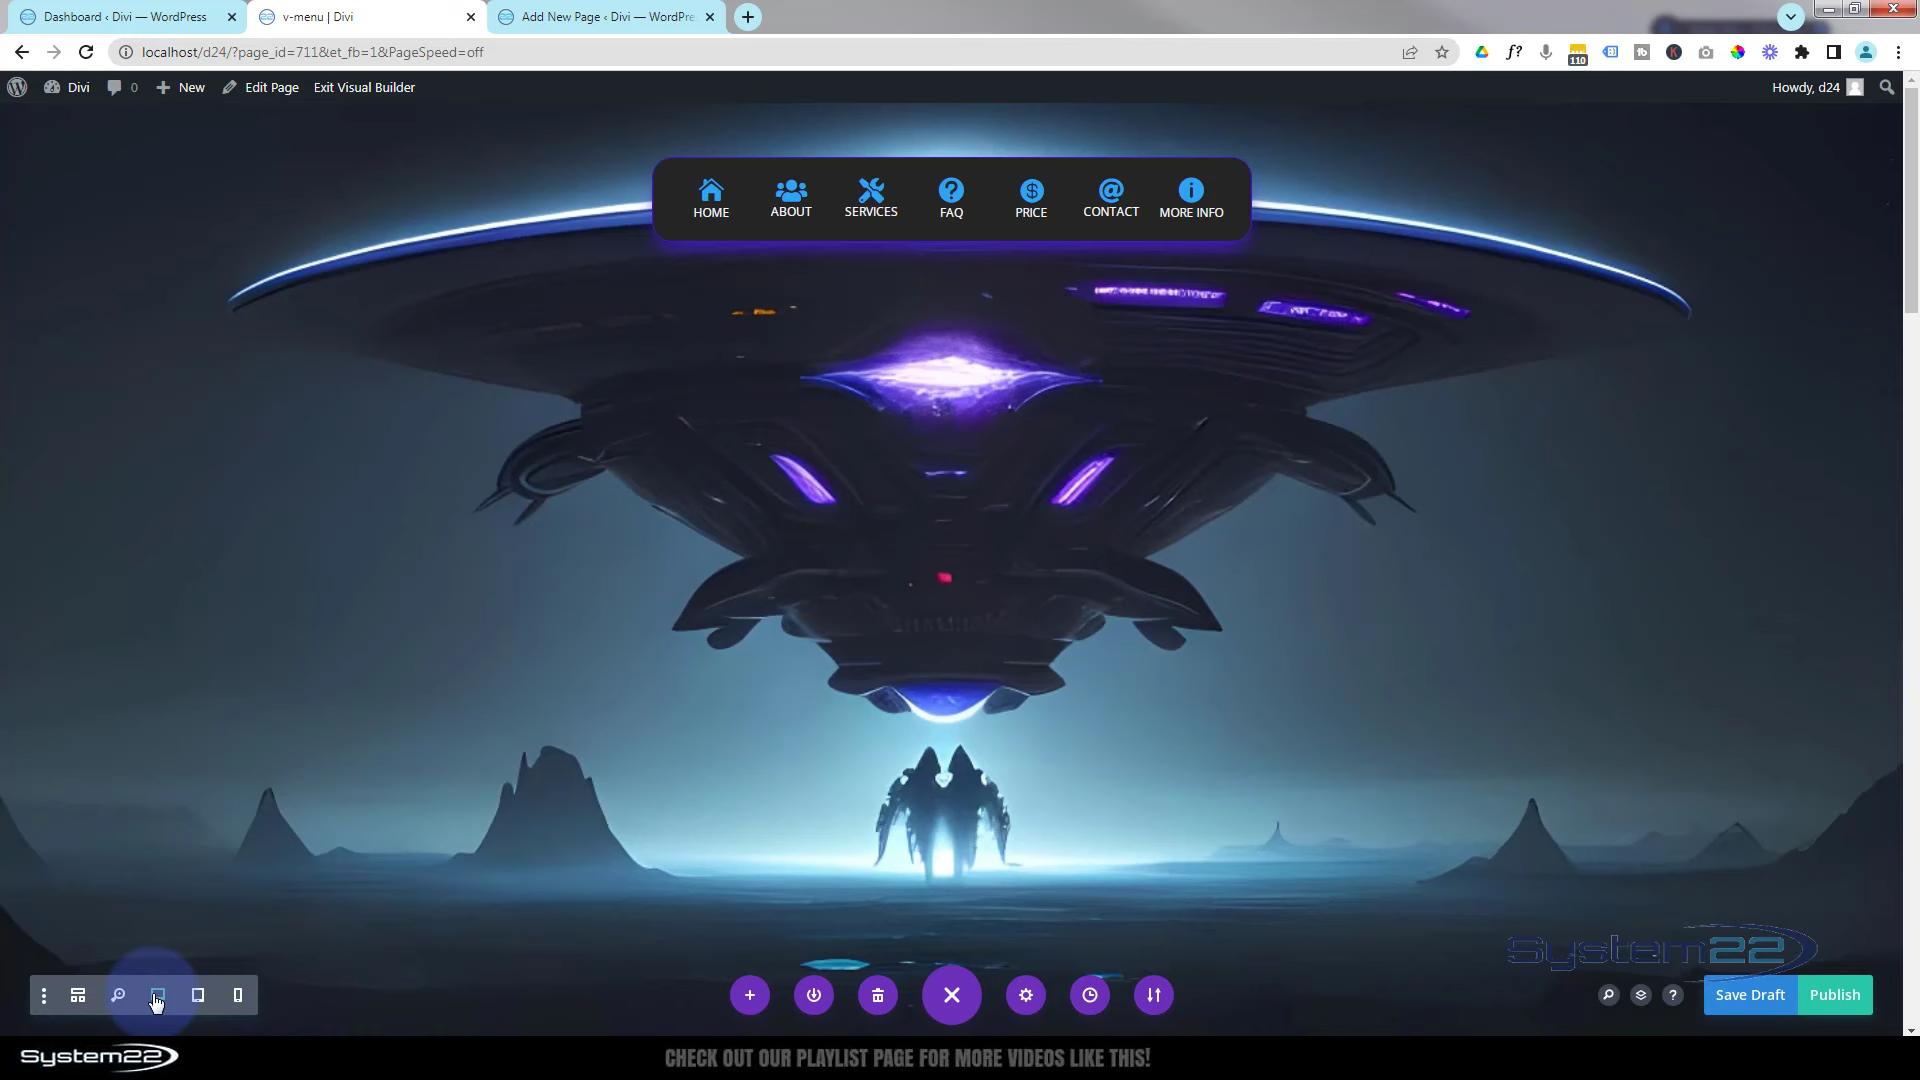 Dashboard ‹ Divi — WordPress
v-menu | Divi
Add New Page ‹ Divi — WordPre
localhost/d24/?page_id=711&et_fb=1&PageSpeed=off
110
Divi
0
New
Edit Page
Exit Visual Builder
Howdy, d24
HOME
ABOUT
SERVICES
FAQ
PRICE
CONTACT
MORE INFO
System22
Save Draft
Publish
System22
CHECK OUT OUR PLAYLIST PAGE FOR MORE VIDEOS LIKE THIS!